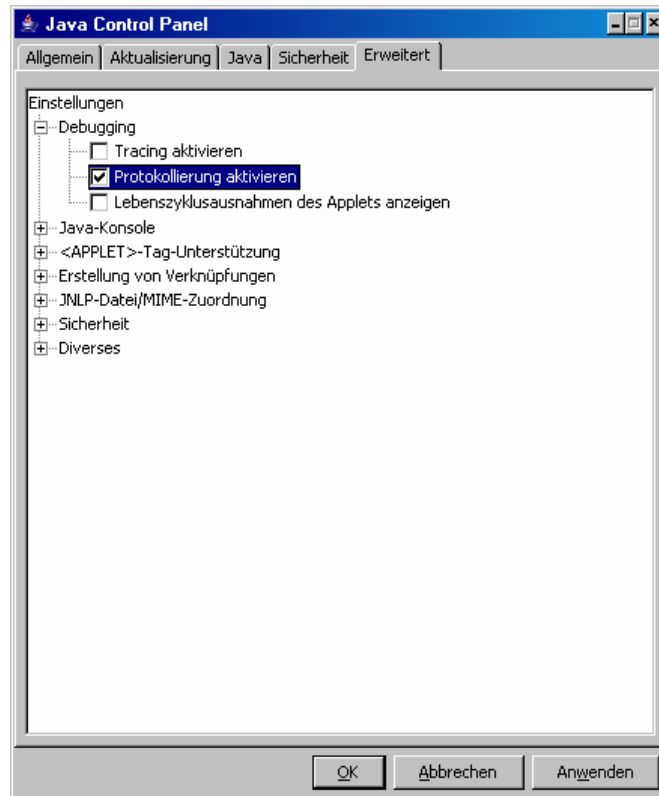 Java Control Panel
Allgemein Aktualisierung Java Sicherheit Erweitert
Einstellungen
Debugging
Tracing aktivieren
Protokollierung aktivieren
Lebenszyklusausnahmen des Applets anzeigen
Java-Konsole
<APPLET>-Tag-Unterstützung
Erstellung von Verknüpfungen
JNLP-Datei/MIME-Zuordnung
Sicherheit
Diverses
OK Abbrechen Anwenden